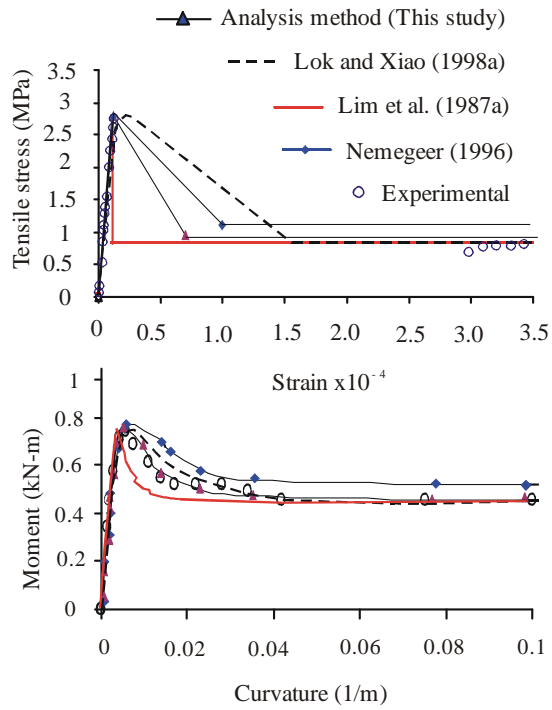 Analysis method (This study)
Lok and Xiao (1998a)
Lim et al. (1987a)
Nemegeer (1996)
Experimental
Tensile stress (MPa)
3.5
3
2.5
2
1.5
1
0.5
0
0 0.5 1.0 1.5 2.0 2.5 3.0 3.5
Strain x10⁻⁴
Moment (kN-m)
1
0.8
0.6
0.4
0.2
0
0 0.02 0.04 0.06 0.08 0.1
Curvature (1/m)